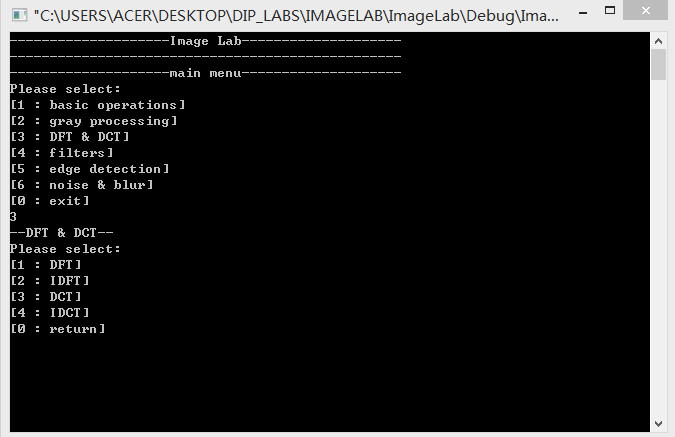 "C:\USERS\ACER\DESKTOP\DIP_LABS\IMAGELAB\ImageLab\Debug\Ima...
--------------------Image Lab--------------------
-------------------------------------------------
--------------------main menu--------------------
Please select:
[1 : basic operations]
[2 : gray processing]
[3 : DFT & DCT]
[4 : filters]
[5 : edge detection]
[6 : noise & blur]
[0 : exit]
3
--DFT & DCT--
Please select:
[1 : DFT]
[2 : IDFT]
[3 : DCT]
[4 : IDCT]
[0 : return]